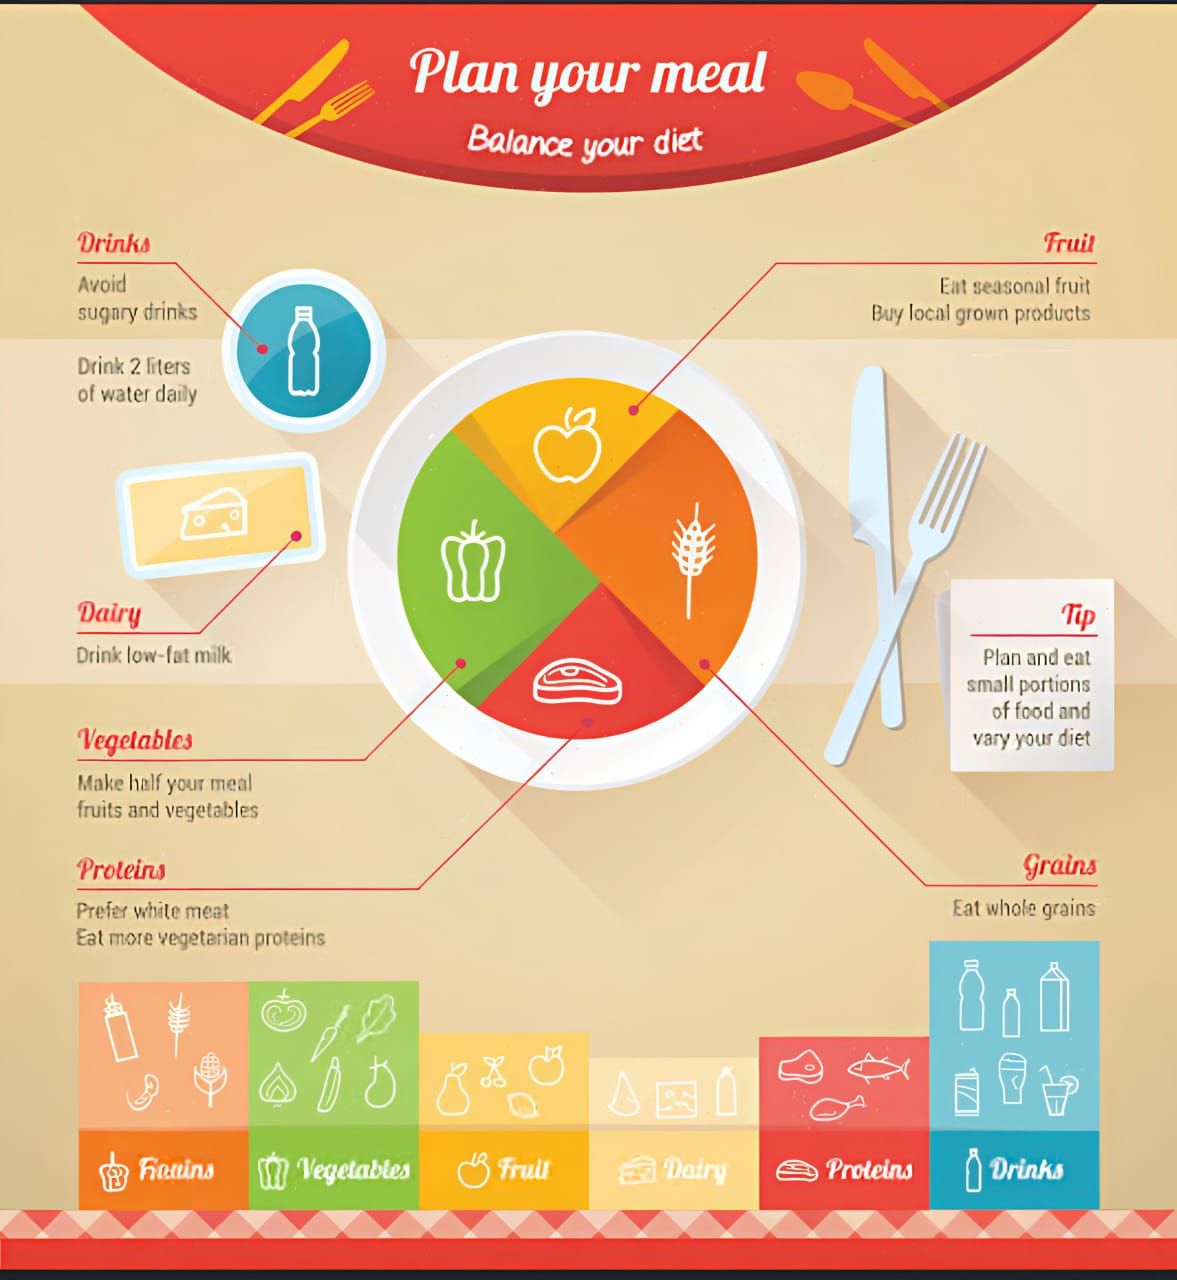 Plan your meal
Balance your diet
Drinks
Avoid
sugary drinks
Drink 2 liters
of water daily
Fruit
Eat seasonal fruit
Buy local grown products
Dairy
Drink low-fat milk
Tip
Plan and eat
small portions
of food and
vary your diet
Vegetables
Make half your meal
fruits and vegetables
Proteins
Prefer white meat
Eat more vegetarian proteins
Grains
Eat whole grains
Vegetables
Fruit
Dairy
Proteins
Drinks